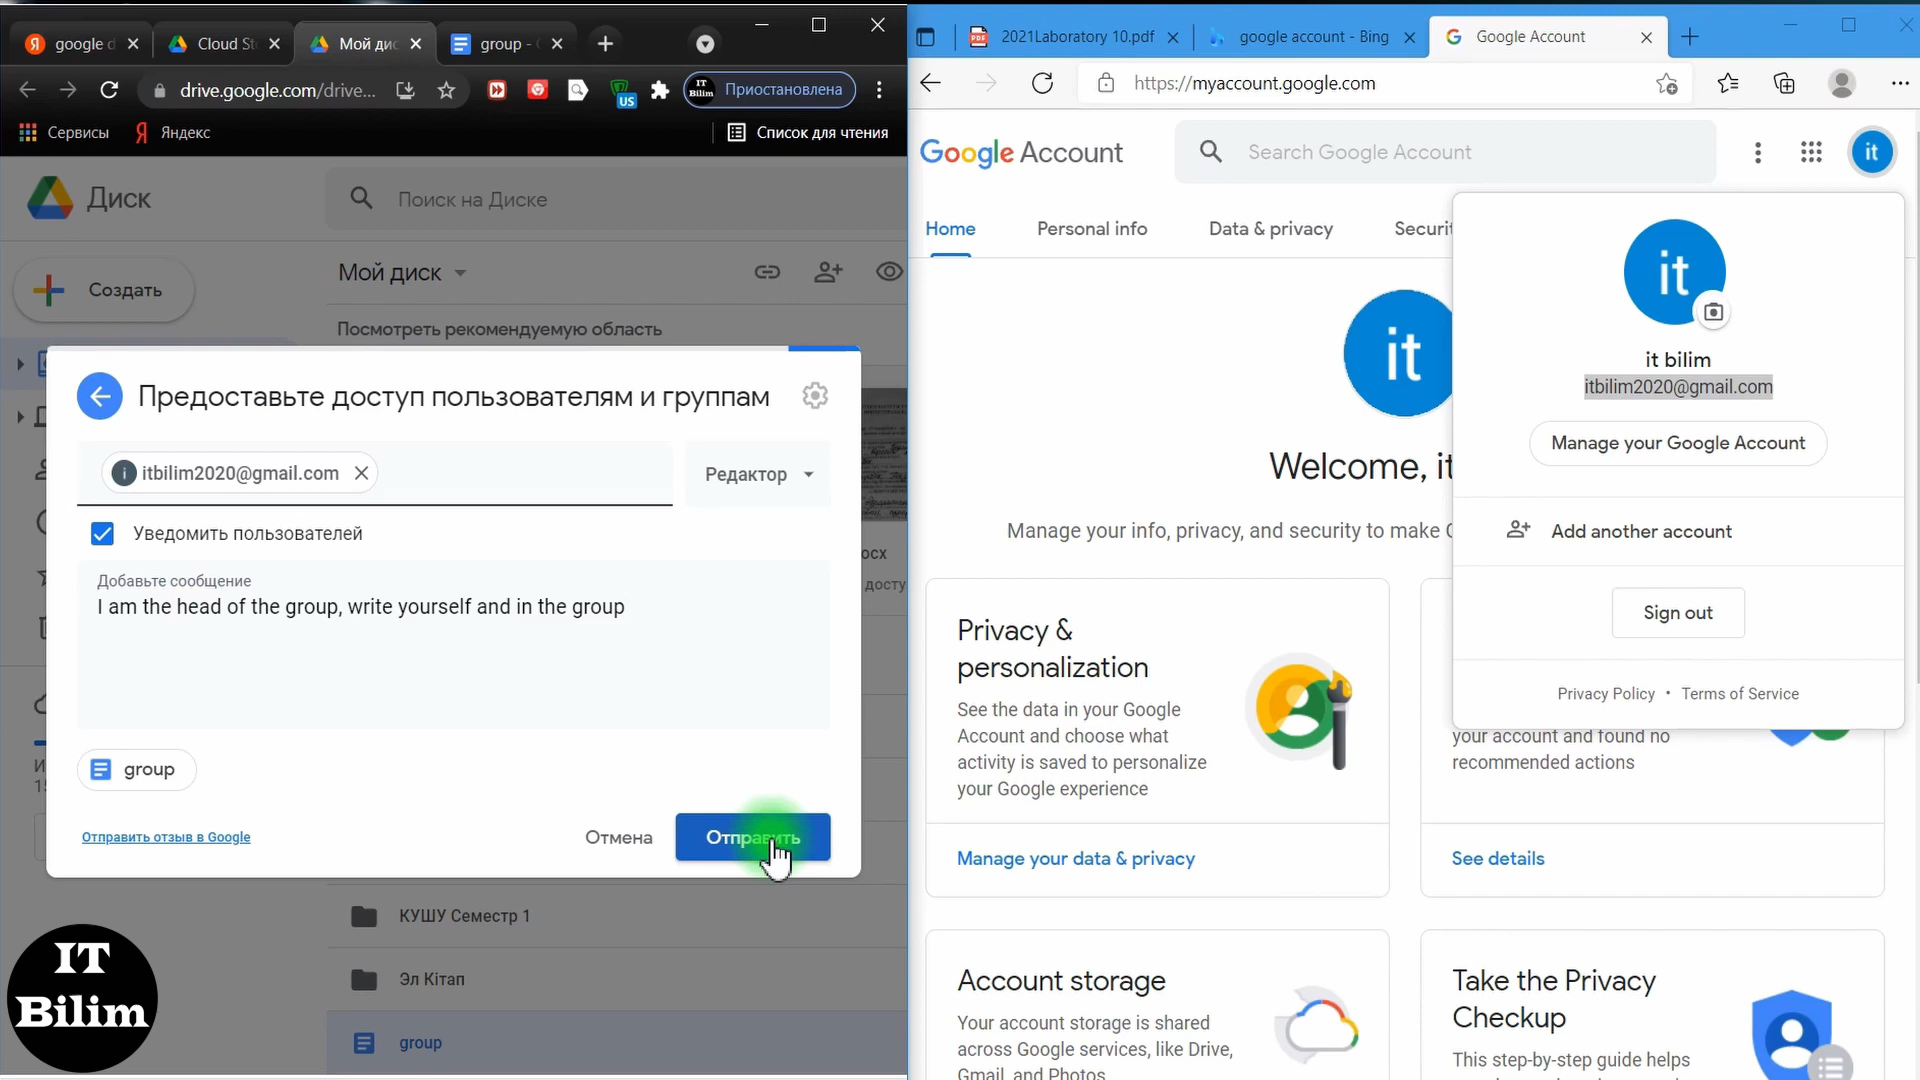 google d
Cloud St
Мой дис
group -
drive.google.com/drive...
US
IT
Bilim
Приостановлена
Сервисы
Яндекс
Список для чтения
Диск
Поиск на Диске
Создать
Мой диск
Посмотреть рекомендуемую область
Предоставьте доступ пользователям и группам
itbilim2020@gmail.com
Редактор
Уведомить пользователей
Добавьте сообщение
I am the head of the group, write yourself and in the group
group
Отправить отзыв в Google
Отмена
Отправить
КУШУ Семестр 1
Эл Кітап
group
IT
Bilim
2021Laboratory 10.pdf
google account - Bing
Google Account
https://myaccount.google.com
Google Account
Search Google Account
it
Home
Personal info
Data & privacy
Securit
it
Welcome, it
Manage your info, privacy, and security to make
it
it bilim
itbilim2020@gmail.com
Manage your Google Account
Add another account
Sign out
Privacy Policy • Terms of Service
Privacy &
personalization
See the data in your Google
Account and choose what
activity is saved to personalize
your Google experience
Manage your data & privacy
your account and found no
recommended actions
See details
Account storage
Your account storage is shared
across Google services, like Drive,
Gmail, and Photos
Take the Privacy
Checkup
This step-by-step guide helps